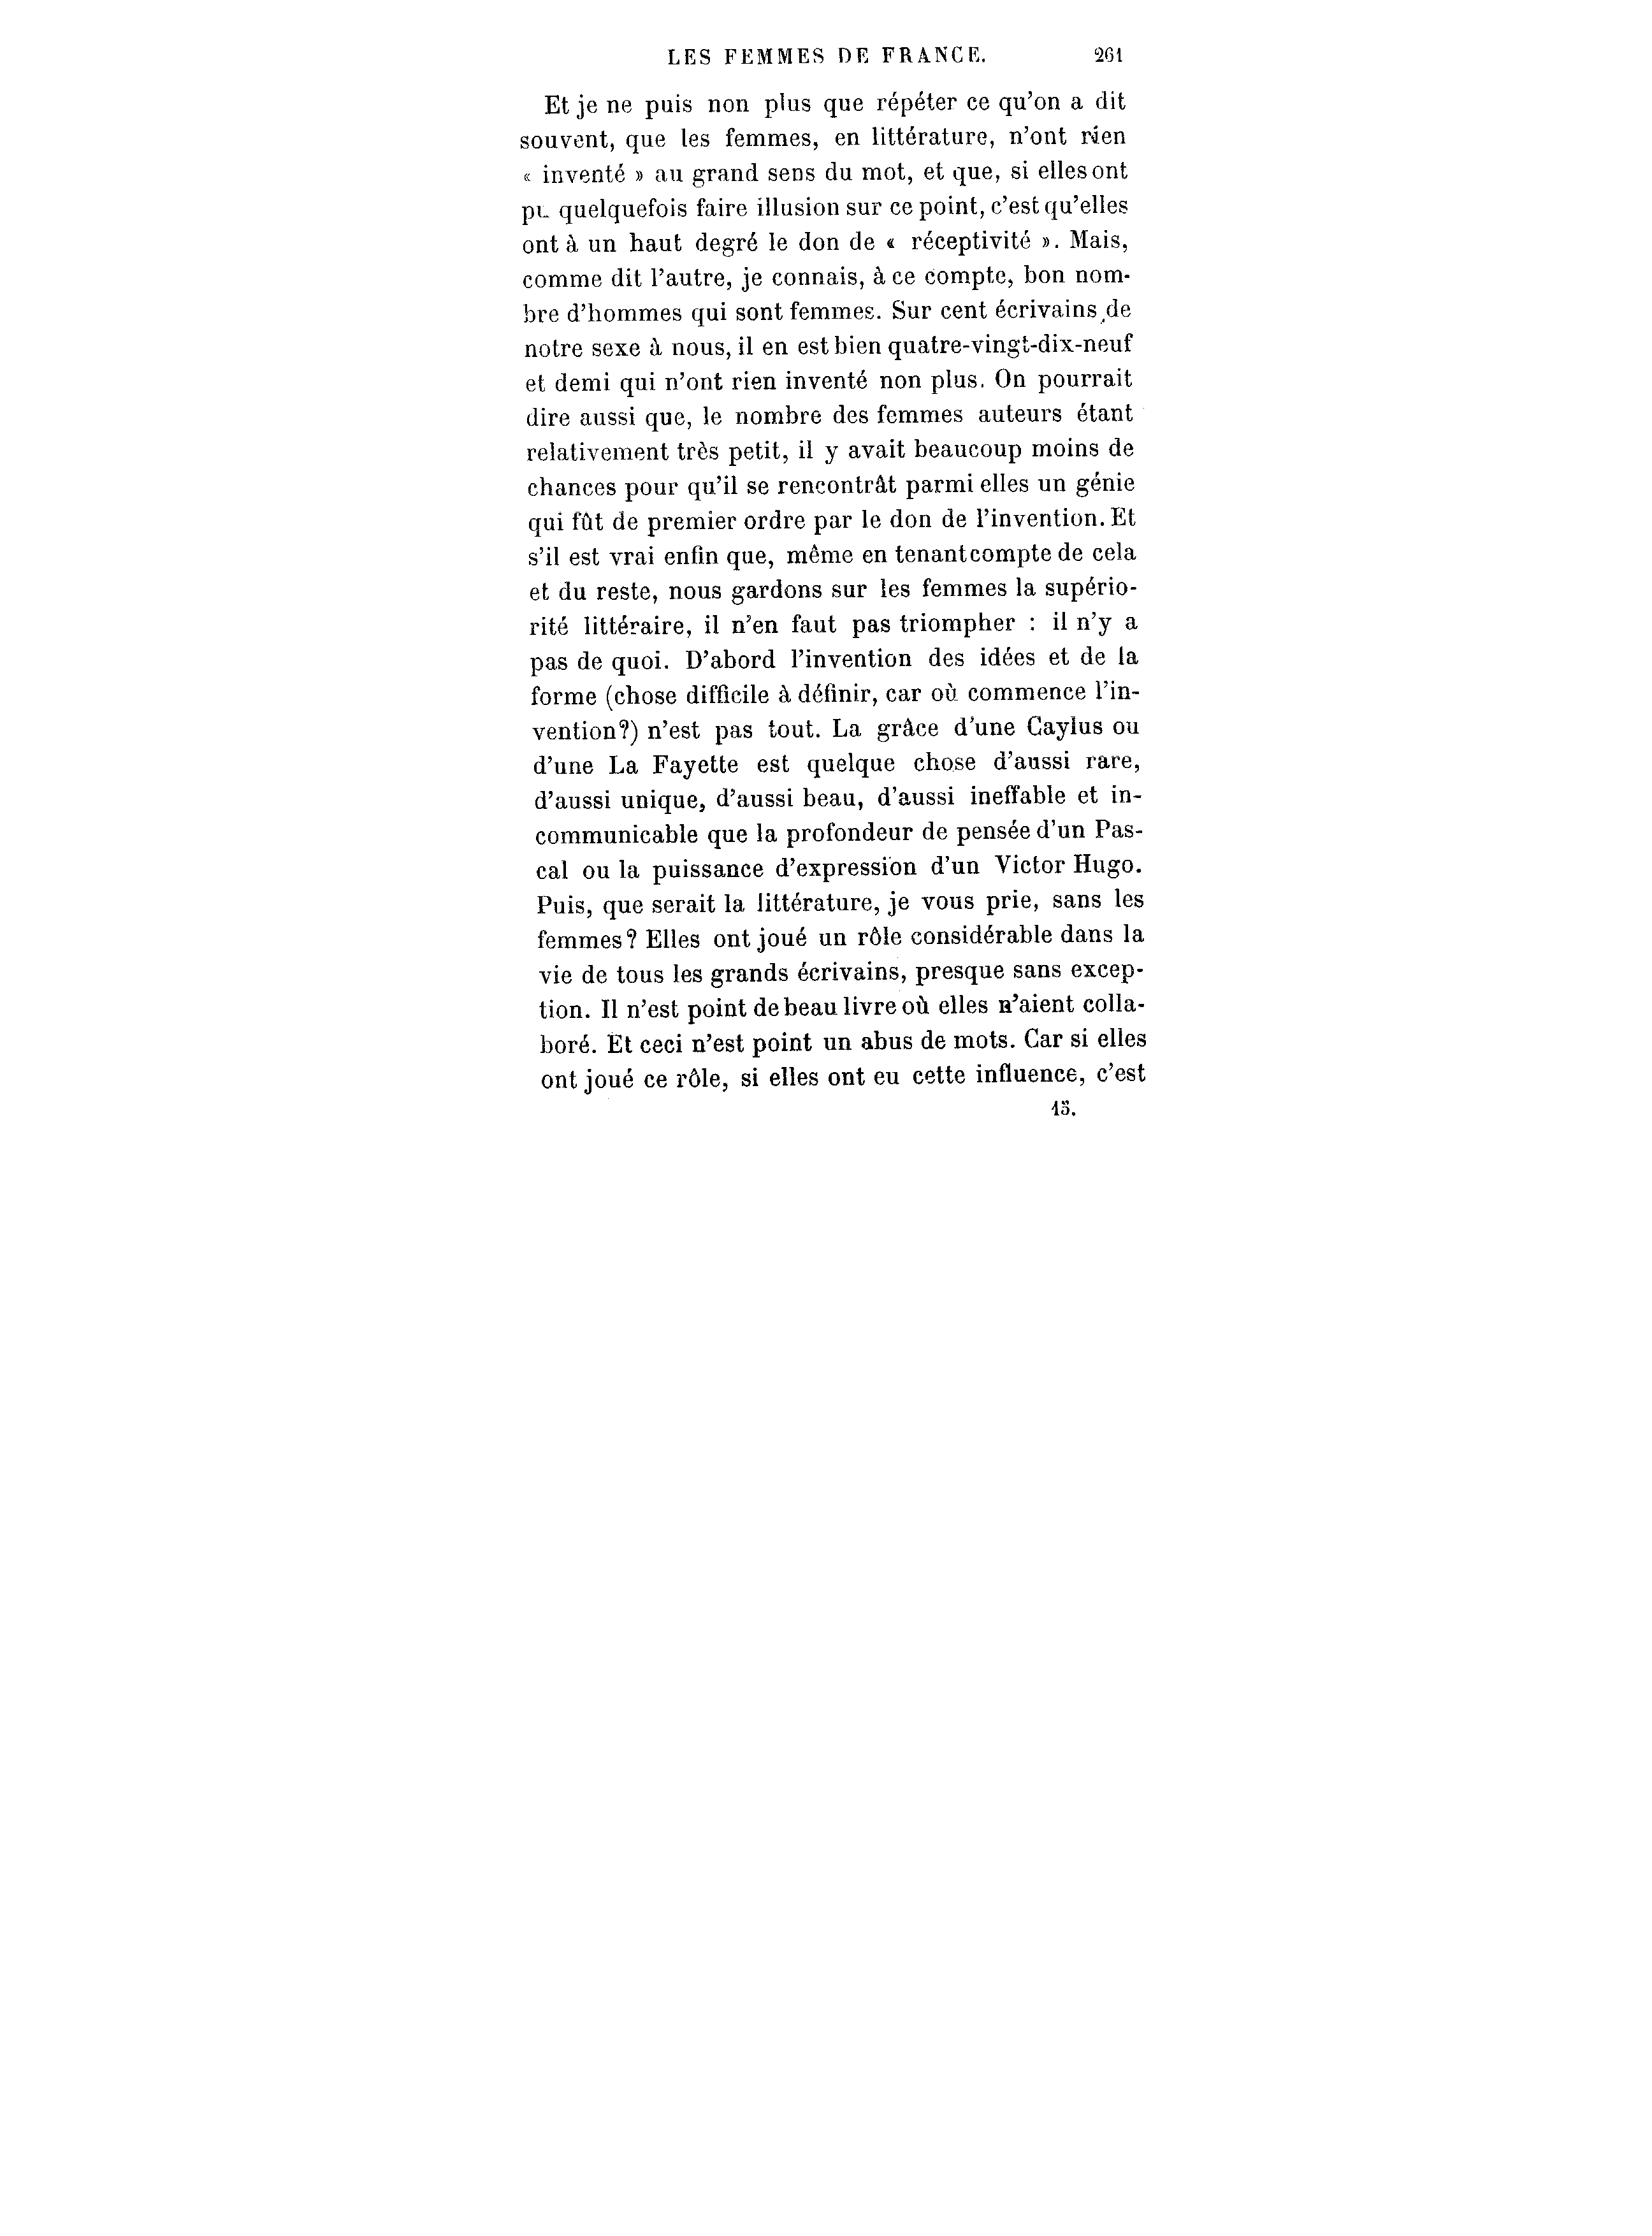 LES FEMMES DE FRANCE. 261
Et je ne puis non plus que répéter ce qu'on a dit
souvent, que les femmes, en littérature, n'ont rien
« inventé » au grand sens du mot, et que, si elles ont
pu quelquefois faire illusion sur ce point, c'est qu'elles
ont à un haut degré le don de « réceptivité ». Mais,
comme dit l'autre, je connais, à ce compte, bon nom-
bre d'hommes qui sont femmes. Sur cent écrivains de
notre sexe à nous, il en est bien quatre-vingt-dix-neuf
et demi qui n'ont rien inventé non plus. On pourrait
dire aussi que, le nombre des femmes auteurs étant
relativement très petit, il y avait beaucoup moins de
chances pour qu'il se rencontrât parmi elles un génie
qui fût de premier ordre par le don de l'invention. Et
s'il est vrai enfin que, même en tenant compte de cela
et du reste, nous gardons sur les femmes la supério-
rité littéraire, il n'en faut pas triompher : il n'y a
pas de quoi. D'abord l'invention des idées et de la
forme (chose difficile à définir, car où commence l'in-
vention?) n'est pas tout. La grâce d'une Caylus ou
d'une La Fayette est quelque chose d'aussi rare,
d'aussi unique, d'aussi beau, d'aussi ineffable et in-
communicable que la profondeur de pensée d'un Pas-
cal ou la puissance d'expression d'un Victor Hugo.
Puis, que serait la littérature, je vous prie, sans les
femmes? Elles ont joué un rôle considérable dans la
vie de tous les grands écrivains, presque sans excep-
tion. Il n'est point de beau livre où elles n'aient colla-
boré. Et ceci n'est point un abus de mots. Car si elles
ont joué ce rôle, si elles ont eu cette influence, c'est
15.